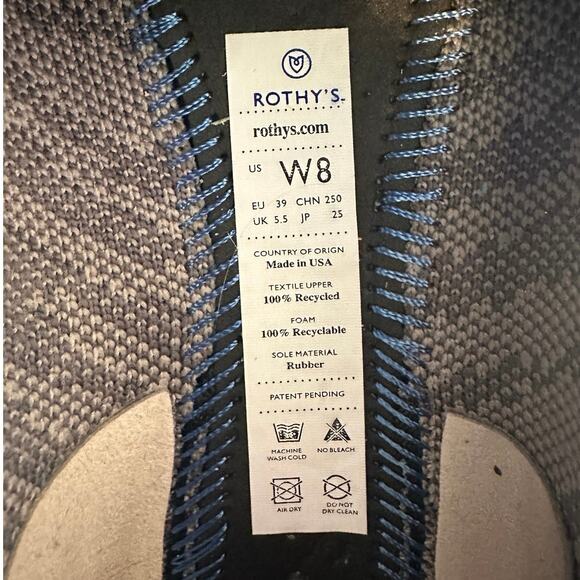 ROTHY'S™
rothys.com
US W8
EU 39 CHN 250
UK 5.5 JP 25
COUNTRY OF ORIGN
Made in USA
TEXTILE UPPER
100% Recycled
FOAM
100% Recyclable
SOLE MATERIAL
Rubber
PATENT PENDING
MACHINE WASH COLD
NO BLEACH
AIR DRY
DO NOT DRY CLEAN